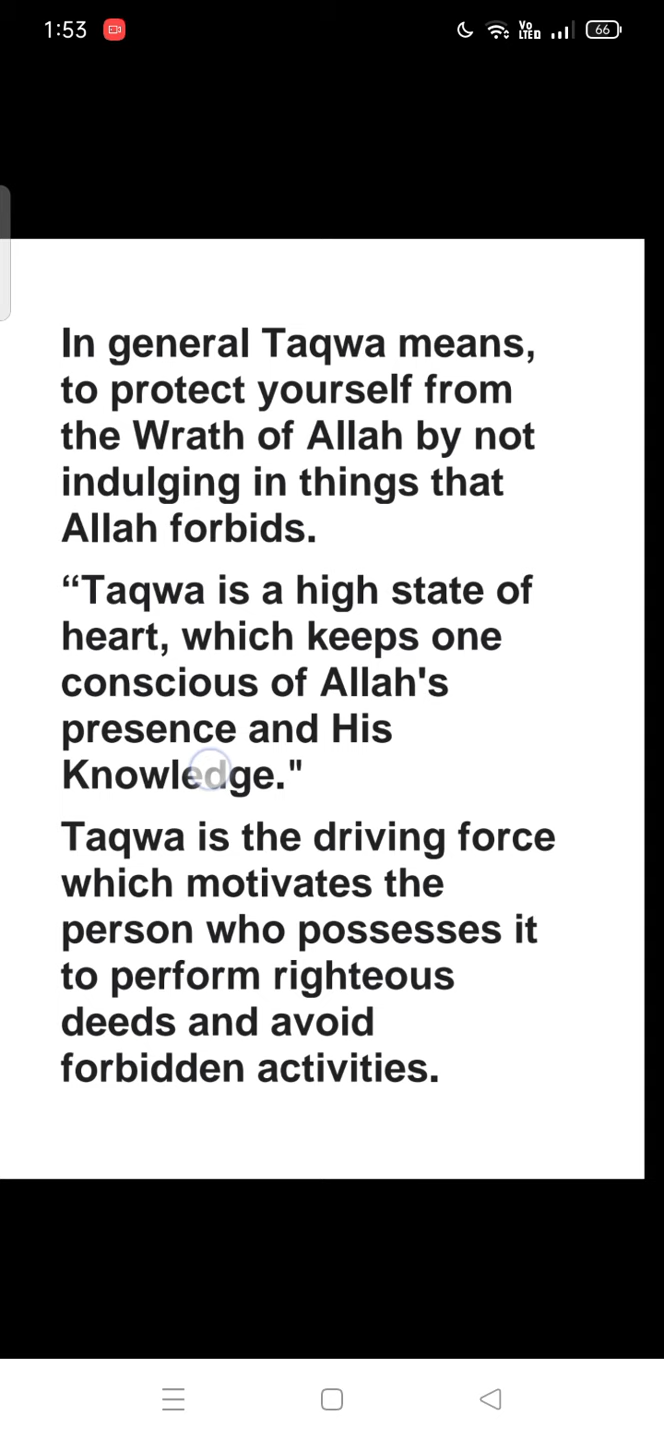 1:53
Vo
LTE
66
In general Taqwa means,
to protect yourself from
the Wrath of Allah by not
indulging in things that
Allah forbids.
“Taqwa is a high state of
heart, which keeps one
conscious of Allah's
presence and His
Knowledge."
Taqwa is the driving force
which motivates the
person who possesses it
to perform righteous
deeds and avoid
forbidden activities.